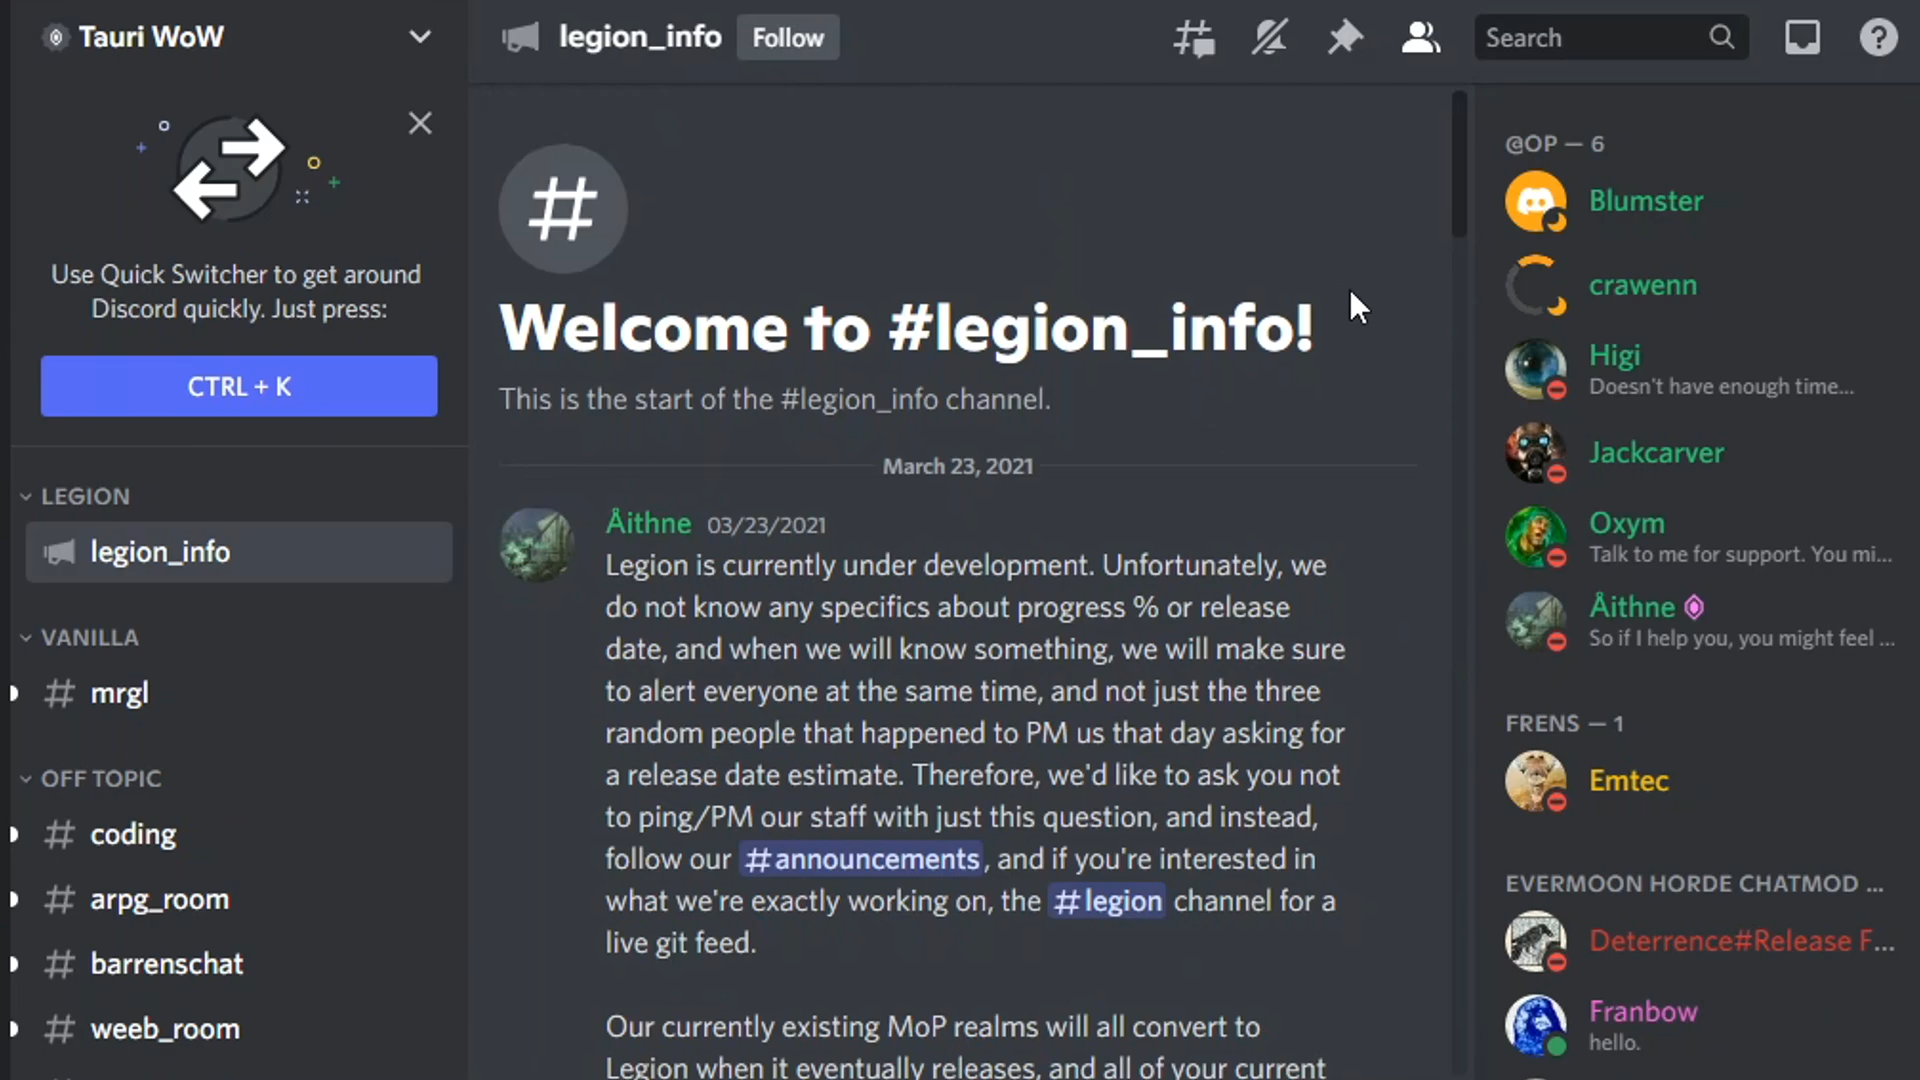 Tauri WoW
Use Quick Switcher to get around
Discord quickly. Just press:
CTRL + K
LEGION
legion_info
VANILLA
# mrgl
OFF TOPIC
# coding
# arpg_room
# barrenschat
# weeb_room
legion_info Follow
Search
#
Welcome to #legion_info!
This is the start of the #legion_info channel.
March 23, 2021
Åithne 03/23/2021
Legion is currently under development. Unfortunately, we
do not know any specifics about progress % or release
date, and when we will know something, we will make sure
to alert everyone at the same time, and not just the three
random people that happened to PM us that day asking for
a release date estimate. Therefore, we'd like to ask you not
to ping/PM our staff with just this question, and instead,
follow our #announcements, and if you're interested in
what we're exactly working on, the #legion channel for a
live git feed.
Our currently existing MoP realms will all convert to
Legion when it eventually releases, and all of your current
@OP — 6
Blumster
crawenn
Higi
Doesn't have enough time...
Jackcarver
Oxym
Talk to me for support. You mi...
Åithne
So if I help you, you might feel ...
FRENS — 1
Emtec
EVERMOON HORDE CHATMOD ...
Deterrence#Release F...
Franbow
hello.